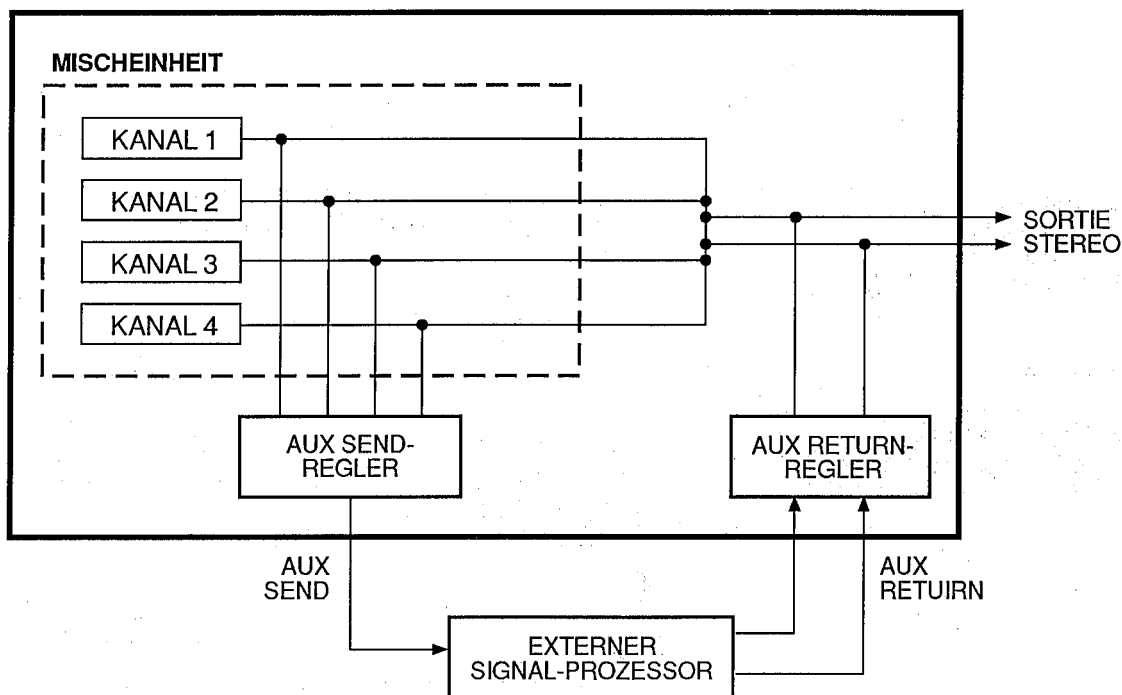 MISCHEINHEIT
KANAL 1
KANAL 2
KANAL 3
KANAL 4
SORTIE
STEREO
AUX SEND-
REGLER
AUX RETURN-
REGLER
AUX
SEND
AUX
RETUIRN
EXTERNER
SIGNAL-PROZESSOR